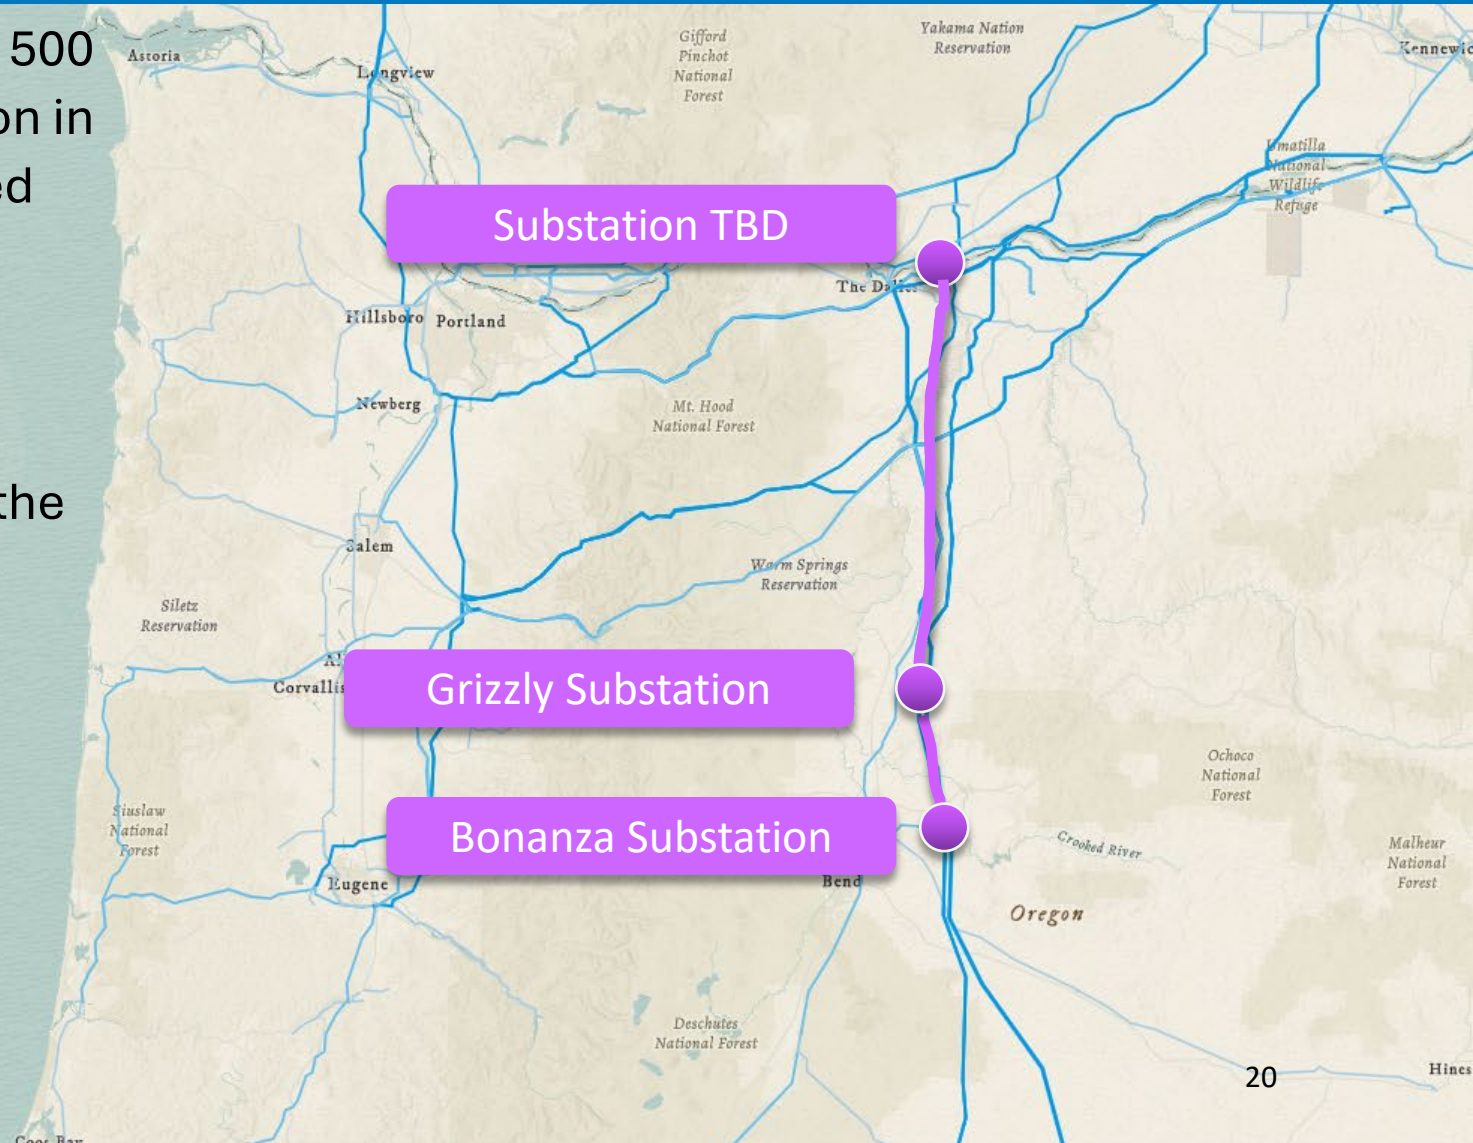 500
on in
ed
the
Astoria
Longview
Gifford
Pinchot
National
Forest
Yakama Nation
Reservation
Umatilla
National
Wildlife
Refuge
Substation TBD
Hillsboro
Portland
Newberg
Mt. Hood
National Forest
Salem
Warm Springs
Reservation
Siletz
Reservation
Grizzly Substation
Corvallis
Ochoco
National
Forest
Siuslaw
National
Forest
Bonanza Substation
Crooked River
Malheur
National
Forest
Eugene
Bend
Oregon
Deschutes
National Forest
20
Hines